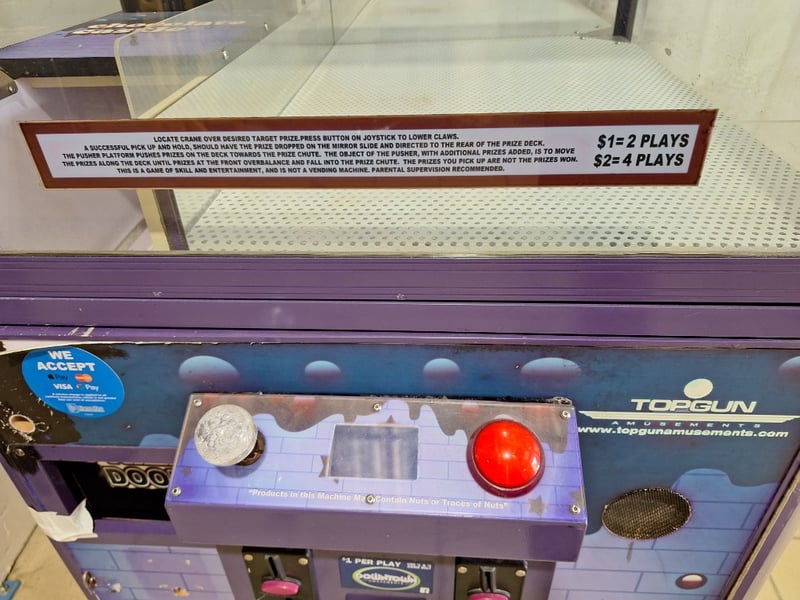 LOCATE CRANE OVER DESIRED TARGET PRIZE.PRESS BUTTON ON JOYSTICK TO LOWER CLAWS.
A SUCCESSFUL PICK UP AND HOLD, SHOULD HAVE THE PRIZE DROPPED ON THE MIRROR SLIDE AND DIRECTED TO THE REAR OF THE PRIZE DECK.
THE PUSHER PLATFORM PUSHES PRIZES ON THE DECK TOWARDS THE PRIZE CHUTE. THE OBJECT OF THE PUSHER, WITH ADDITIONAL PRIZES ADDED, IS TO MOVE
THE PRIZES ALONG THE DECK UNTIL PRIZES AT THE FRONT OVERBALANCE AND FALL INTO THE PRIZE CHUTE. THE PRIZES YOU PICK UP ARE NOT THE PRIZES WON.
THIS IS A GAME OF SKILL AND ENTERTAINMENT, AND IS NOT A VENDING MACHINE. PARENTAL SUPERVISION RECOMMENDED.
$1= 2 PLAYS
$2= 4 PLAYS
WE
ACCEPT
Pay
VISA
Pay
TOPGUN
AMUSEMENTS
www.topgunamusements.com
DOO
"Products in this Machine May Contain Nuts or Traces of Nuts"
$1 PER PLAY
DOWNTOWN